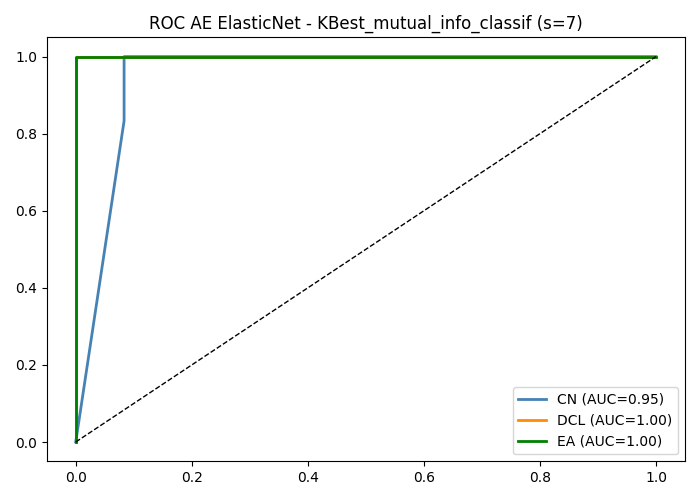 ROC AE ElasticNet - KBest_mutual_info_classif (s=7)
1.0
0.8
0.6
0.4
0.2
0.0
CN (AUC=0.95)
DCL (AUC=1.00)
EA (AUC=1.00)
0.0 0.2 0.4 0.6 0.8 1.0